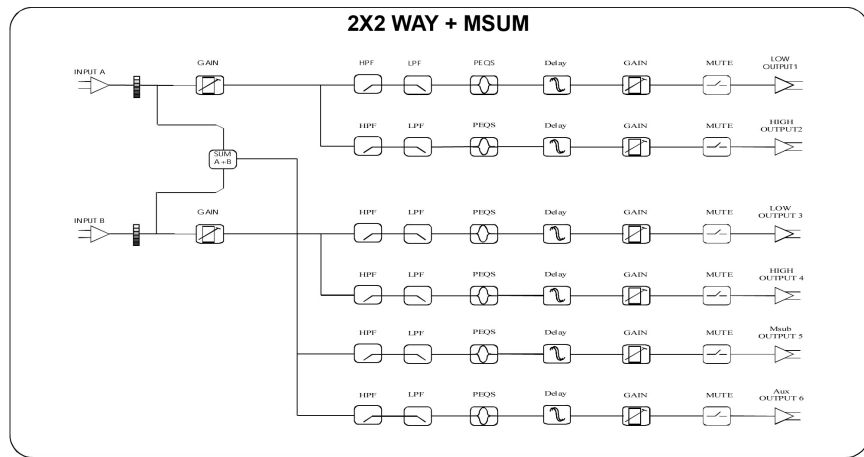 2X2 WAY + MSUM
INPUT A
GAIN
HPF
LPF
PEQS
Delay
GAIN
MUTE
LOW
OUTPUT1
HPF
LPF
PEQS
Delay
GAIN
MUTE
HIGH
OUTPUT2
SUM
A+B
INPUT B
GAIN
HPF
LPF
PEQS
Delay
GAIN
MUTE
LOW
OUTPUT 3
HPF
LPF
PEQS
Delay
GAIN
MUTE
HIGH
OUTPUT 4
HPF
LPF
PEQS
Delay
GAIN
MUTE
Msub
OUTPUT 5
HPF
LPF
PEQS
Delay
GAIN
MUTE
Aux
OUTPUT 6